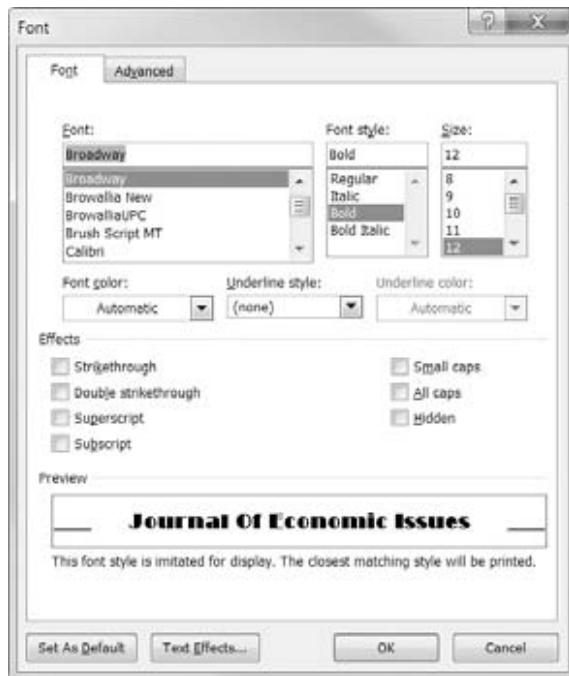 Font
?
X
Font
Advanced
Font:
Font style:
Size:
Broadway
Bold
12
Broadway
Browallia New
BrowalliaUPC
Brush Script MT
Calibri
Regular
Italic
Bold
Bold Italic
8
9
10
11
12
Font color:
Underline style:
Underline color:
Automatic
(none)
Automatic
Effects
Strikethrough
Double strikethrough
Superscript
Subscript
Small caps
All caps
Hidden
Preview
Journal Of Economic Issues
This font style is imitated for display. The closest matching style will be printed.
Set As Default
Text Effects...
OK
Cancel